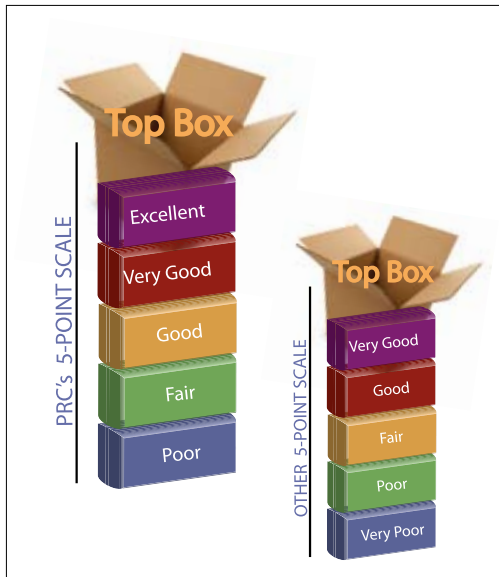 Top Box
PRC's 5-POINT SCALE
Excellent
Very Good
Good
Fair
Poor
Top Box
OTHER 5-POINT SCALE
Very Good
Good
Fair
Poor
Very Poor